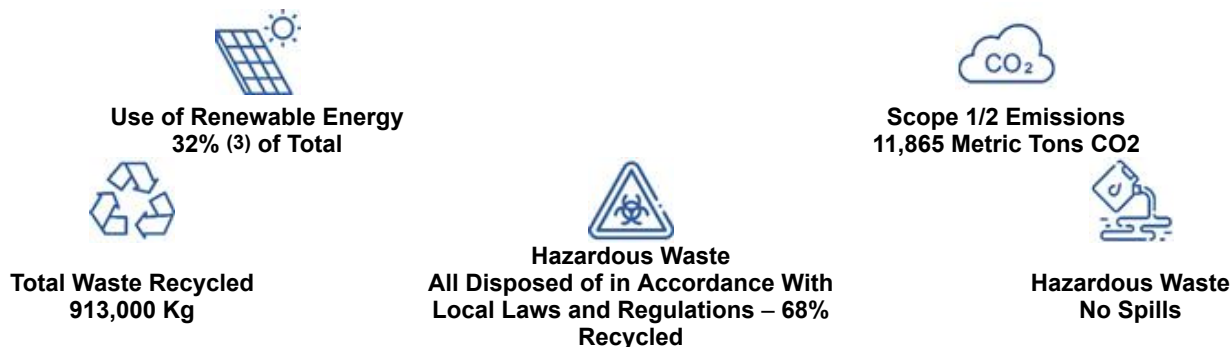 CO₂
Use of Renewable Energy
32% (3) of Total
Scope 1/2 Emissions
11,865 Metric Tons CO2
Total Waste Recycled
913,000 Kg
Hazardous Waste
All Disposed of in Accordance With
Local Laws and Regulations – 68%
Recycled
Hazardous Waste
No Spills